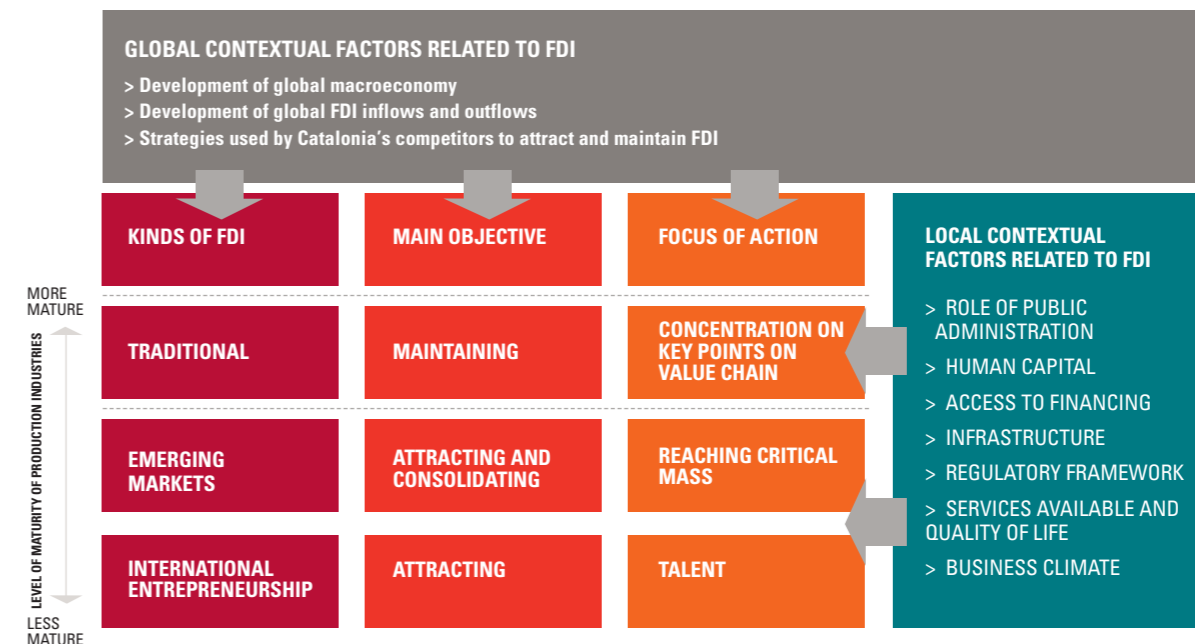 GLOBAL CONTEXTUAL FACTORS RELATED TO FDI
> Development of global macroeconomy
> Development of global FDI inflows and outflows
> Strategies used by Catalonia's competitors to attract and maintain FDI
KINDS OF FDI
MAIN OBJECTIVE
FOCUS OF ACTION
MORE
MATURE
LEVEL OF MATURITY OF PRODUCTION INDUSTRIES
LESS
MATURE
TRADITIONAL
MAINTAINING
CONCENTRATION ON
KEY POINTS ON
VALUE CHAIN
EMERGING
MARKETS
ATTRACTING AND
CONSOLIDATING
REACHING CRITICAL
MASS
INTERNATIONAL
ENTREPRENEURSHIP
ATTRACTING
TALENT
LOCAL CONTEXTUAL
FACTORS RELATED TO FDI
> ROLE OF PUBLIC
ADMINISTRATION
> HUMAN CAPITAL
> ACCESS TO FINANCING
> INFRASTRUCTURE
> REGULATORY FRAMEWORK
> SERVICES AVAILABLE AND
QUALITY OF LIFE
> BUSINESS CLIMATE